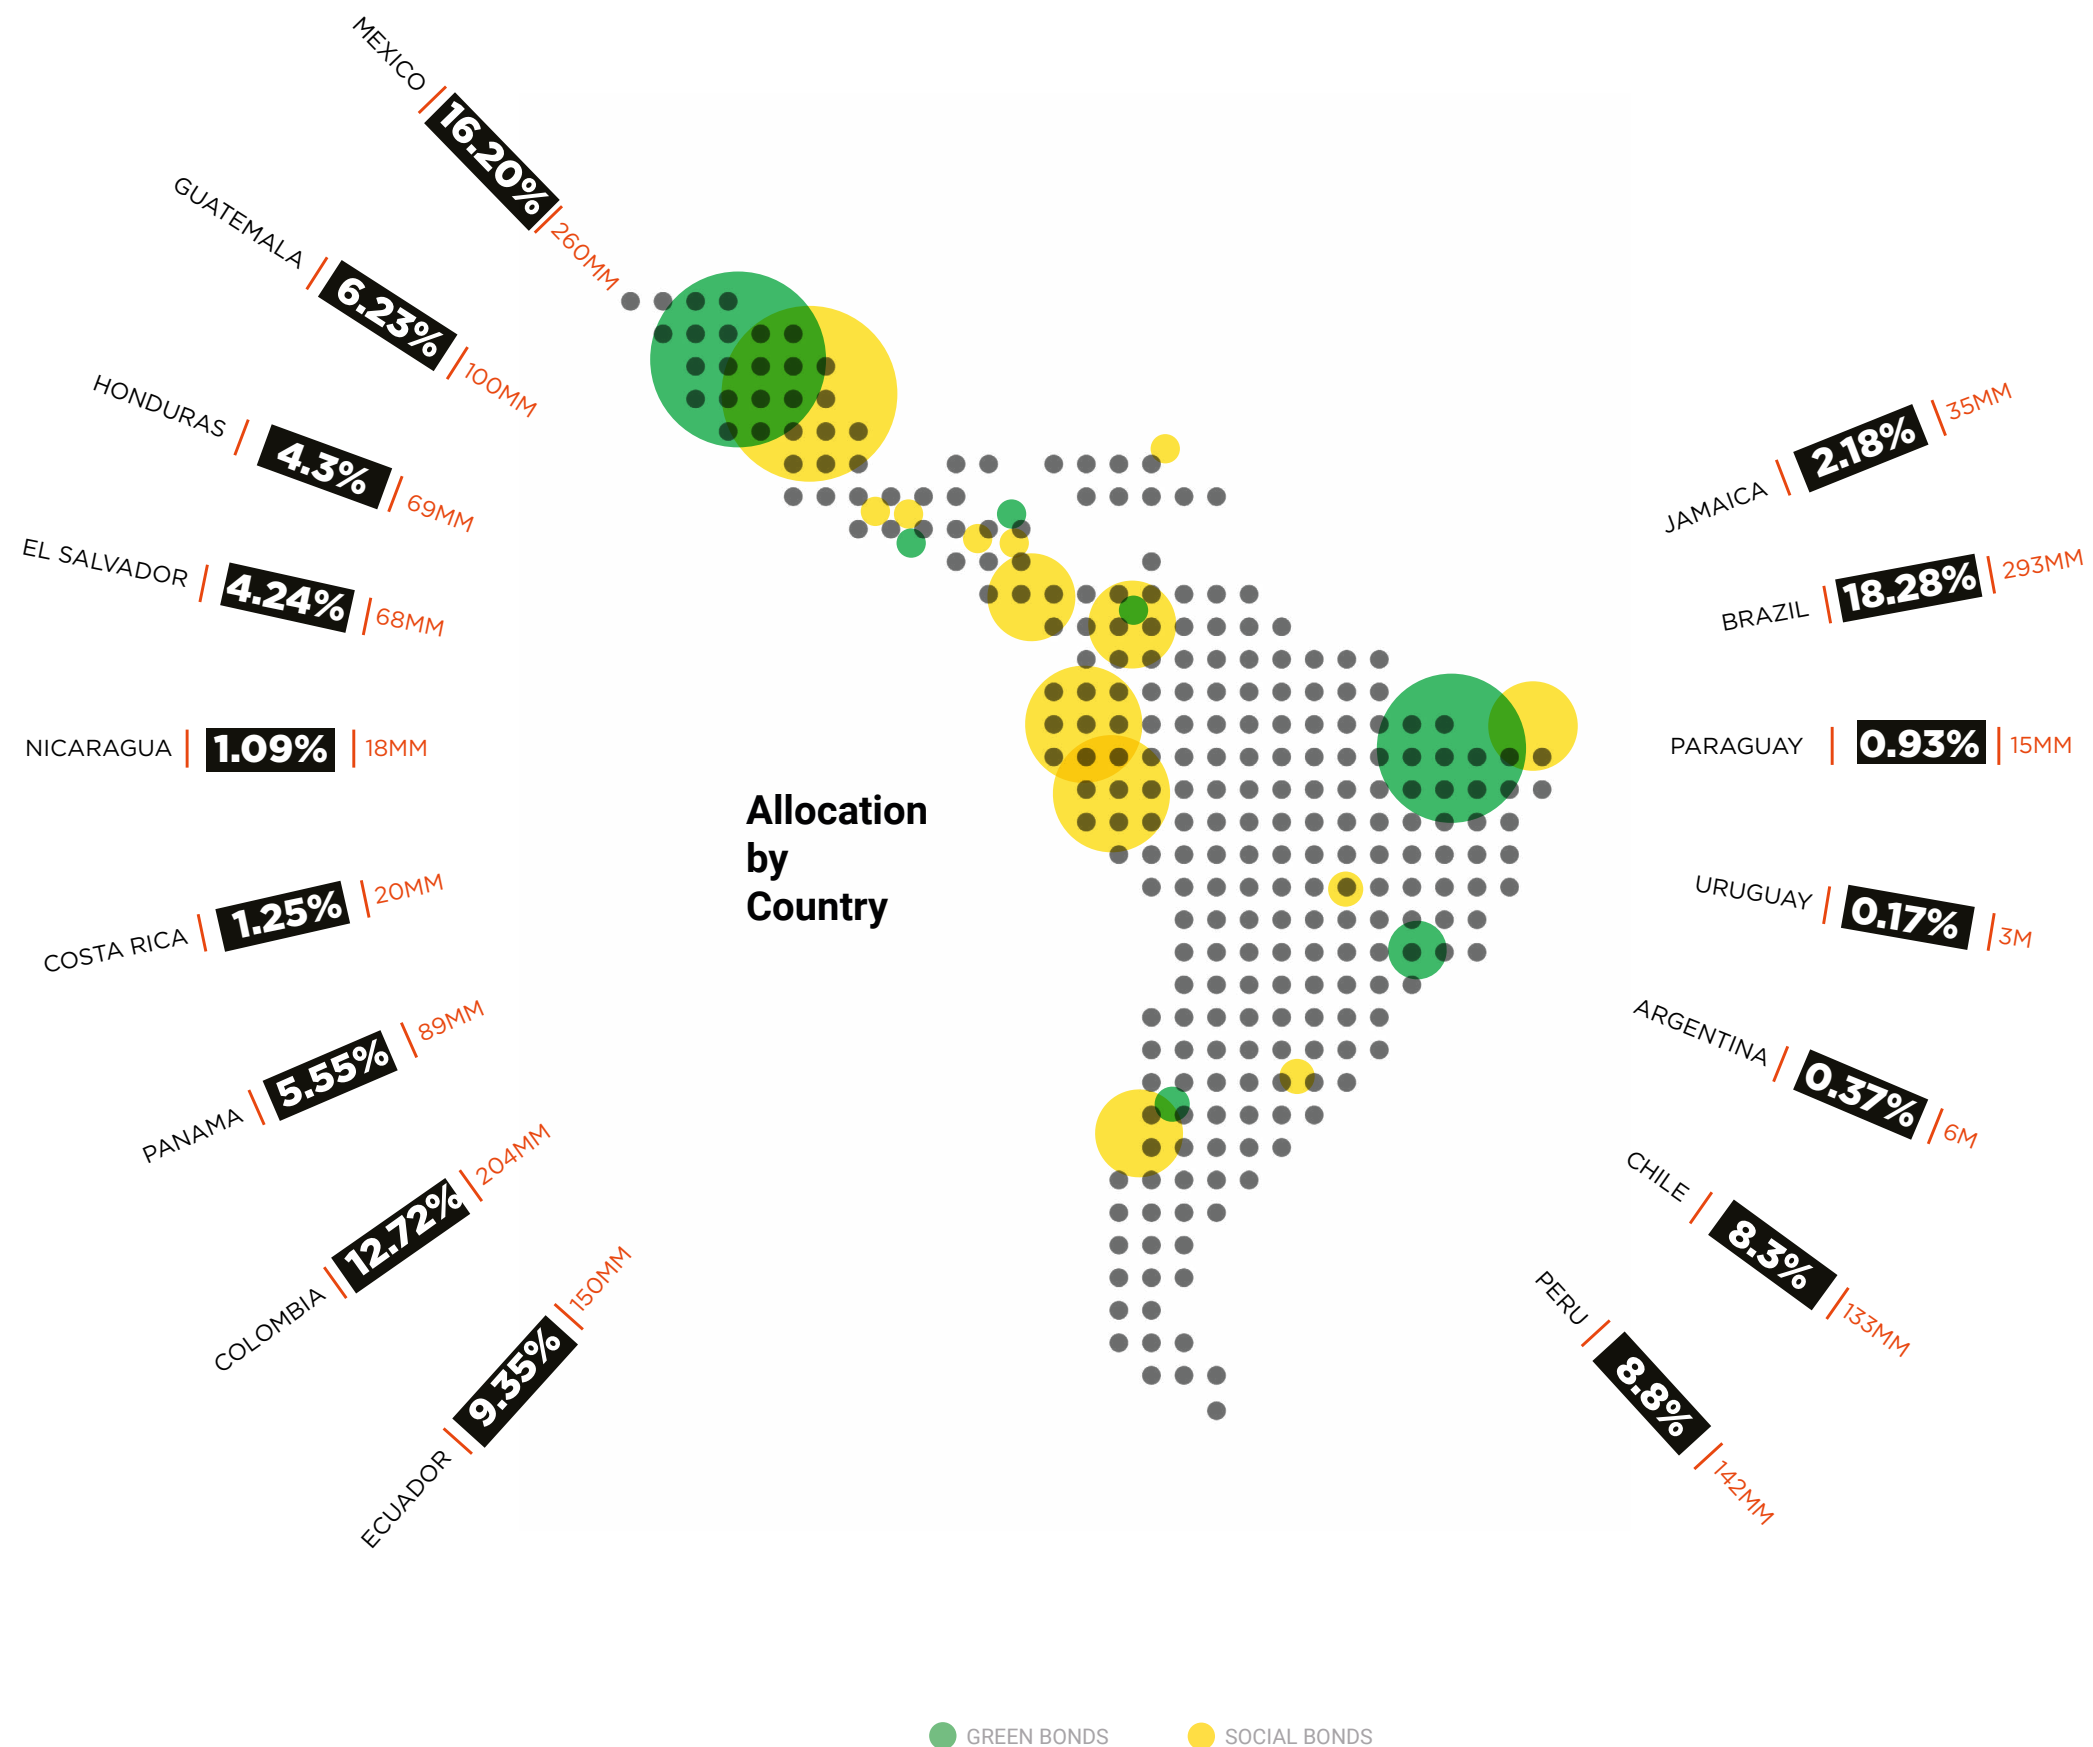 MEXICO
16.20%
260MM
GUATEMALA
6.23%
100MM
HONDURAS
4.3%
69MM
EL SALVADOR
4.24%
68MM
NICARAGUA
1.09%
18MM
COSTA RICA
1.25%
20MM
PANAMA
5.55%
89MM
COLOMBIA
12.72%
204MM
ECUADOR
9.35%
150MM
Allocation
by
Country
JAMAICA
2.18%
35MM
BRAZIL
18.28%
293MM
PARAGUAY
0.93%
15MM
URUGUAY
0.17%
3M
ARGENTINA
0.37%
6M
CHILE
8.3%
133MM
PERU
8.8%
142MM
GREEN BONDS
SOCIAL BONDS